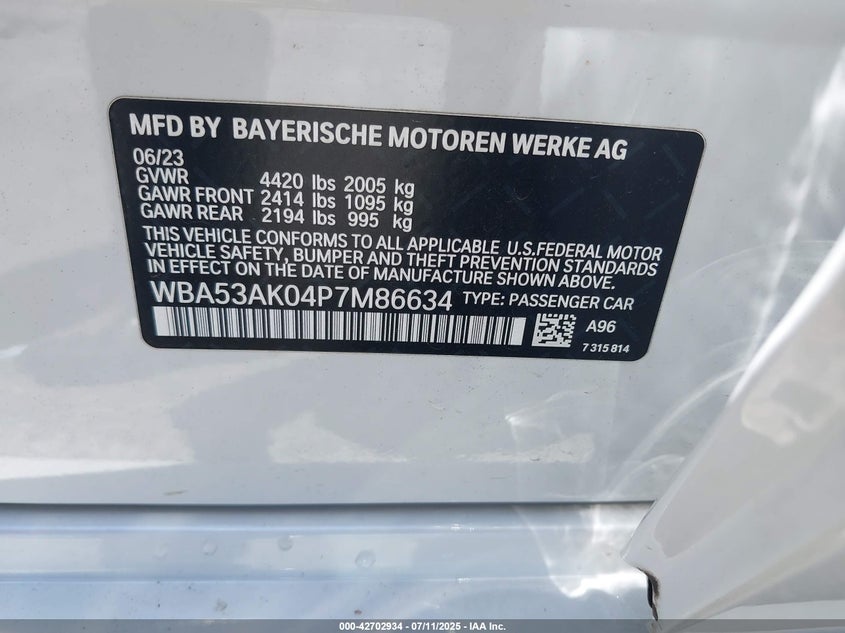 MFD BY BAYERISCHE MOTOREN WERKE AG
06/23
GVWR 4420 lbs 2005 kg
GAWR FRONT 2414 lbs 1095 kg
GAWR REAR 2194 lbs 995 kg
THIS VEHICLE CONFORMS TO ALL APPLICABLE U.S.FEDERAL MOTOR
VEHICLE SAFETY, BUMPER AND THEFT PREVENTION STANDARDS
IN EFFECT ON THE DATE OF MANUFACTURE SHOWN ABOVE.
WBA53AK04P7M86634 TYPE: PASSENGER CAR
A96
7 315 814
000-42702934 - 07/11/2025 - IAA Inc.